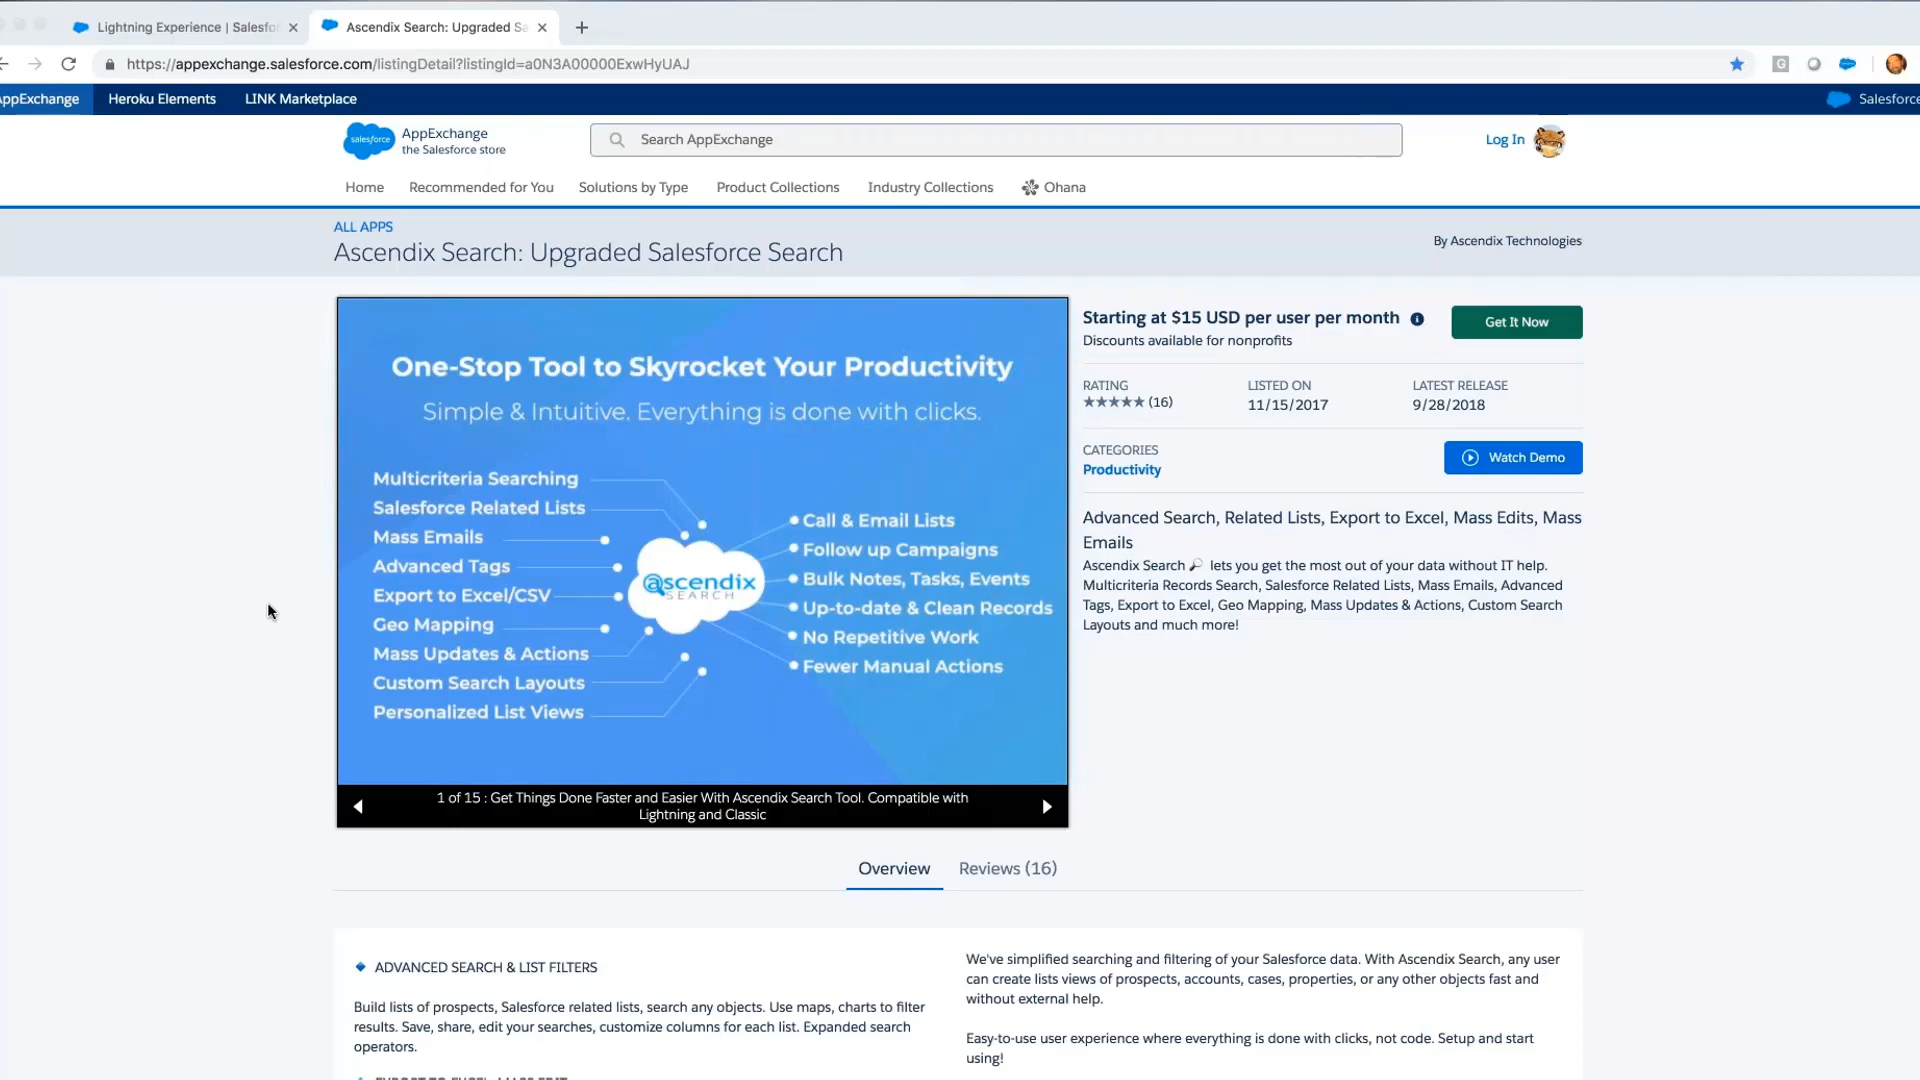 Lightning Experience | Salesfo
Ascendix Search: Upgraded Sa
https://appexchange.salesforce.com/listingDetail?listingId=a0N3A00000ExwHyUAJ
AppExchange
Heroku Elements
LINK Marketplace
Salesforce
salesforce
AppExchange
the Salesforce store
Search AppExchange
Log In
Home
Recommended for You
Solutions by Type
Product Collections
Industry Collections
Ohana
ALL APPS
Ascendix Search: Upgraded Salesforce Search
By Ascendix Technologies
One-Stop Tool to Skyrocket Your Productivity
Simple & Intuitive. Everything is done with clicks.
Multicriteria Searching
Salesforce Related Lists
Mass Emails
Advanced Tags
Export to Excel/CSV
Geo Mapping
Mass Updates & Actions
Custom Search Layouts
Personalized List Views
@scendix
SEARCH
Call & Email Lists
Follow up Campaigns
Bulk Notes, Tasks, Events
Up-to-date & Clean Records
No Repetitive Work
Fewer Manual Actions
1 of 15 : Get Things Done Faster and Easier With Ascendix Search Tool. Compatible with
Lightning and Classic
Starting at $15 USD per user per month
Discounts available for nonprofits
Get It Now
RATING
(16)
LISTED ON
11/15/2017
LATEST RELEASE
9/28/2018
CATEGORIES
Productivity
Watch Demo
Advanced Search, Related Lists, Export to Excel, Mass Edits, Mass
Emails
Ascendix Search 🔎 lets you get the most out of your data without IT help.
Multicriteria Records Search, Salesforce Related Lists, Mass Emails, Advanced
Tags, Export to Excel, Geo Mapping, Mass Updates & Actions, Custom Search
Layouts and much more!
Overview
Reviews (16)
ADVANCED SEARCH & LIST FILTERS
Build lists of prospects, Salesforce related lists, search any objects. Use maps, charts to filter
results. Save, share, edit your searches, customize columns for each list. Expanded search
operators.
We've simplified searching and filtering of your Salesforce data. With Ascendix Search, any user
can create lists views of prospects, accounts, cases, properties, or any other objects fast and
without external help.
Easy-to-use user experience where everything is done with clicks, not code. Setup and start
using!